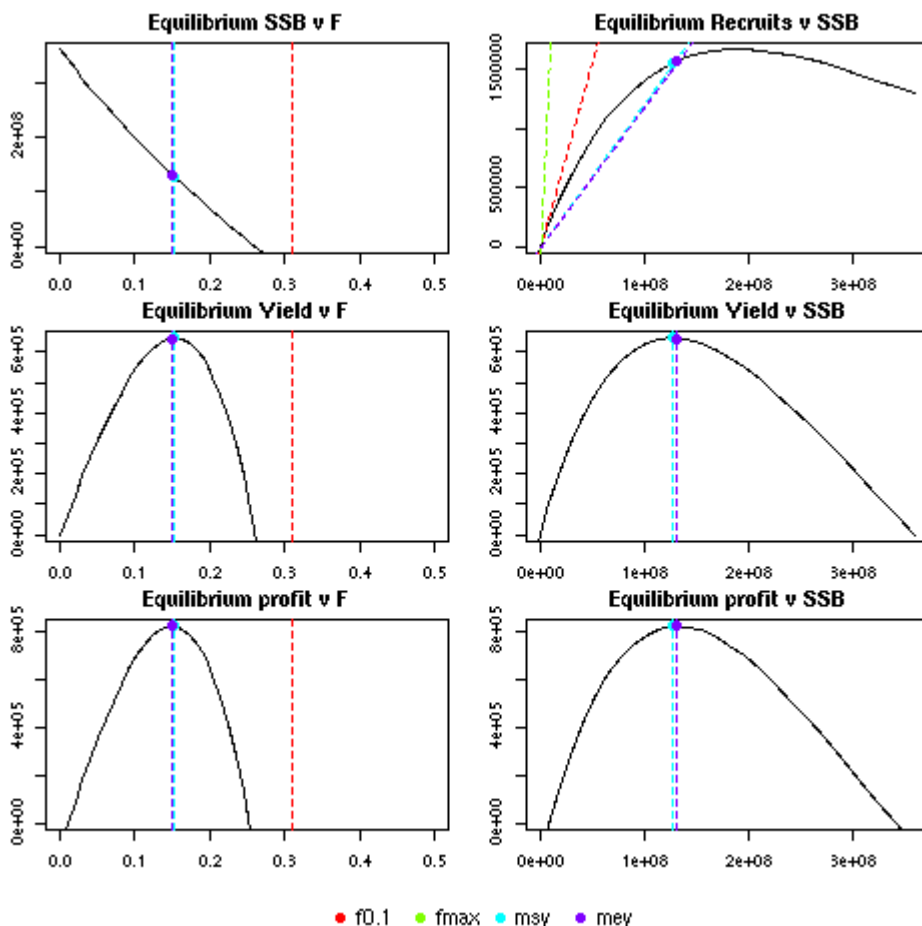 Equilibrium SSB v F
Equilibrium Recruits v SSB
2e+08
0e+00
0.0 0.1 0.2 0.3 0.4 0.5
1500000
500000
0
0e+00 1e+08 2e+08 3e+08
Equilibrium Yield v F
Equilibrium Yield v SSB
6e+05
4e+05
2e+05
0e+00
0.0 0.1 0.2 0.3 0.4 0.5
6e+05
4e+05
2e+05
0e+00
0e+00 1e+08 2e+08 3e+08
Equilibrium profit v F
Equilibrium profit v SSB
8e+05
4e+05
0e+00
0.0 0.1 0.2 0.3 0.4 0.5
8e+05
4e+05
0e+00
0e+00 1e+08 2e+08 3e+08
f0.1 fmax msy mey